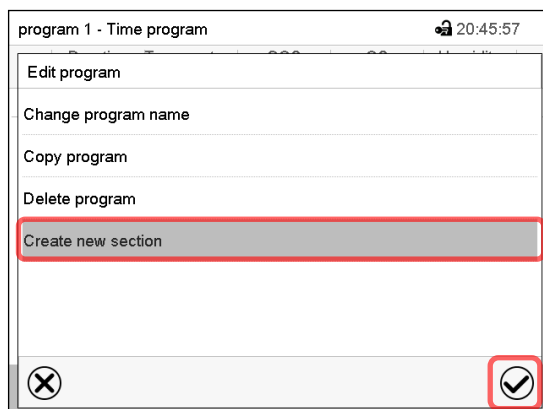 program 1 - Time program 20:45:57
Edit program
Change program name
Copy program
Delete program
Create new section